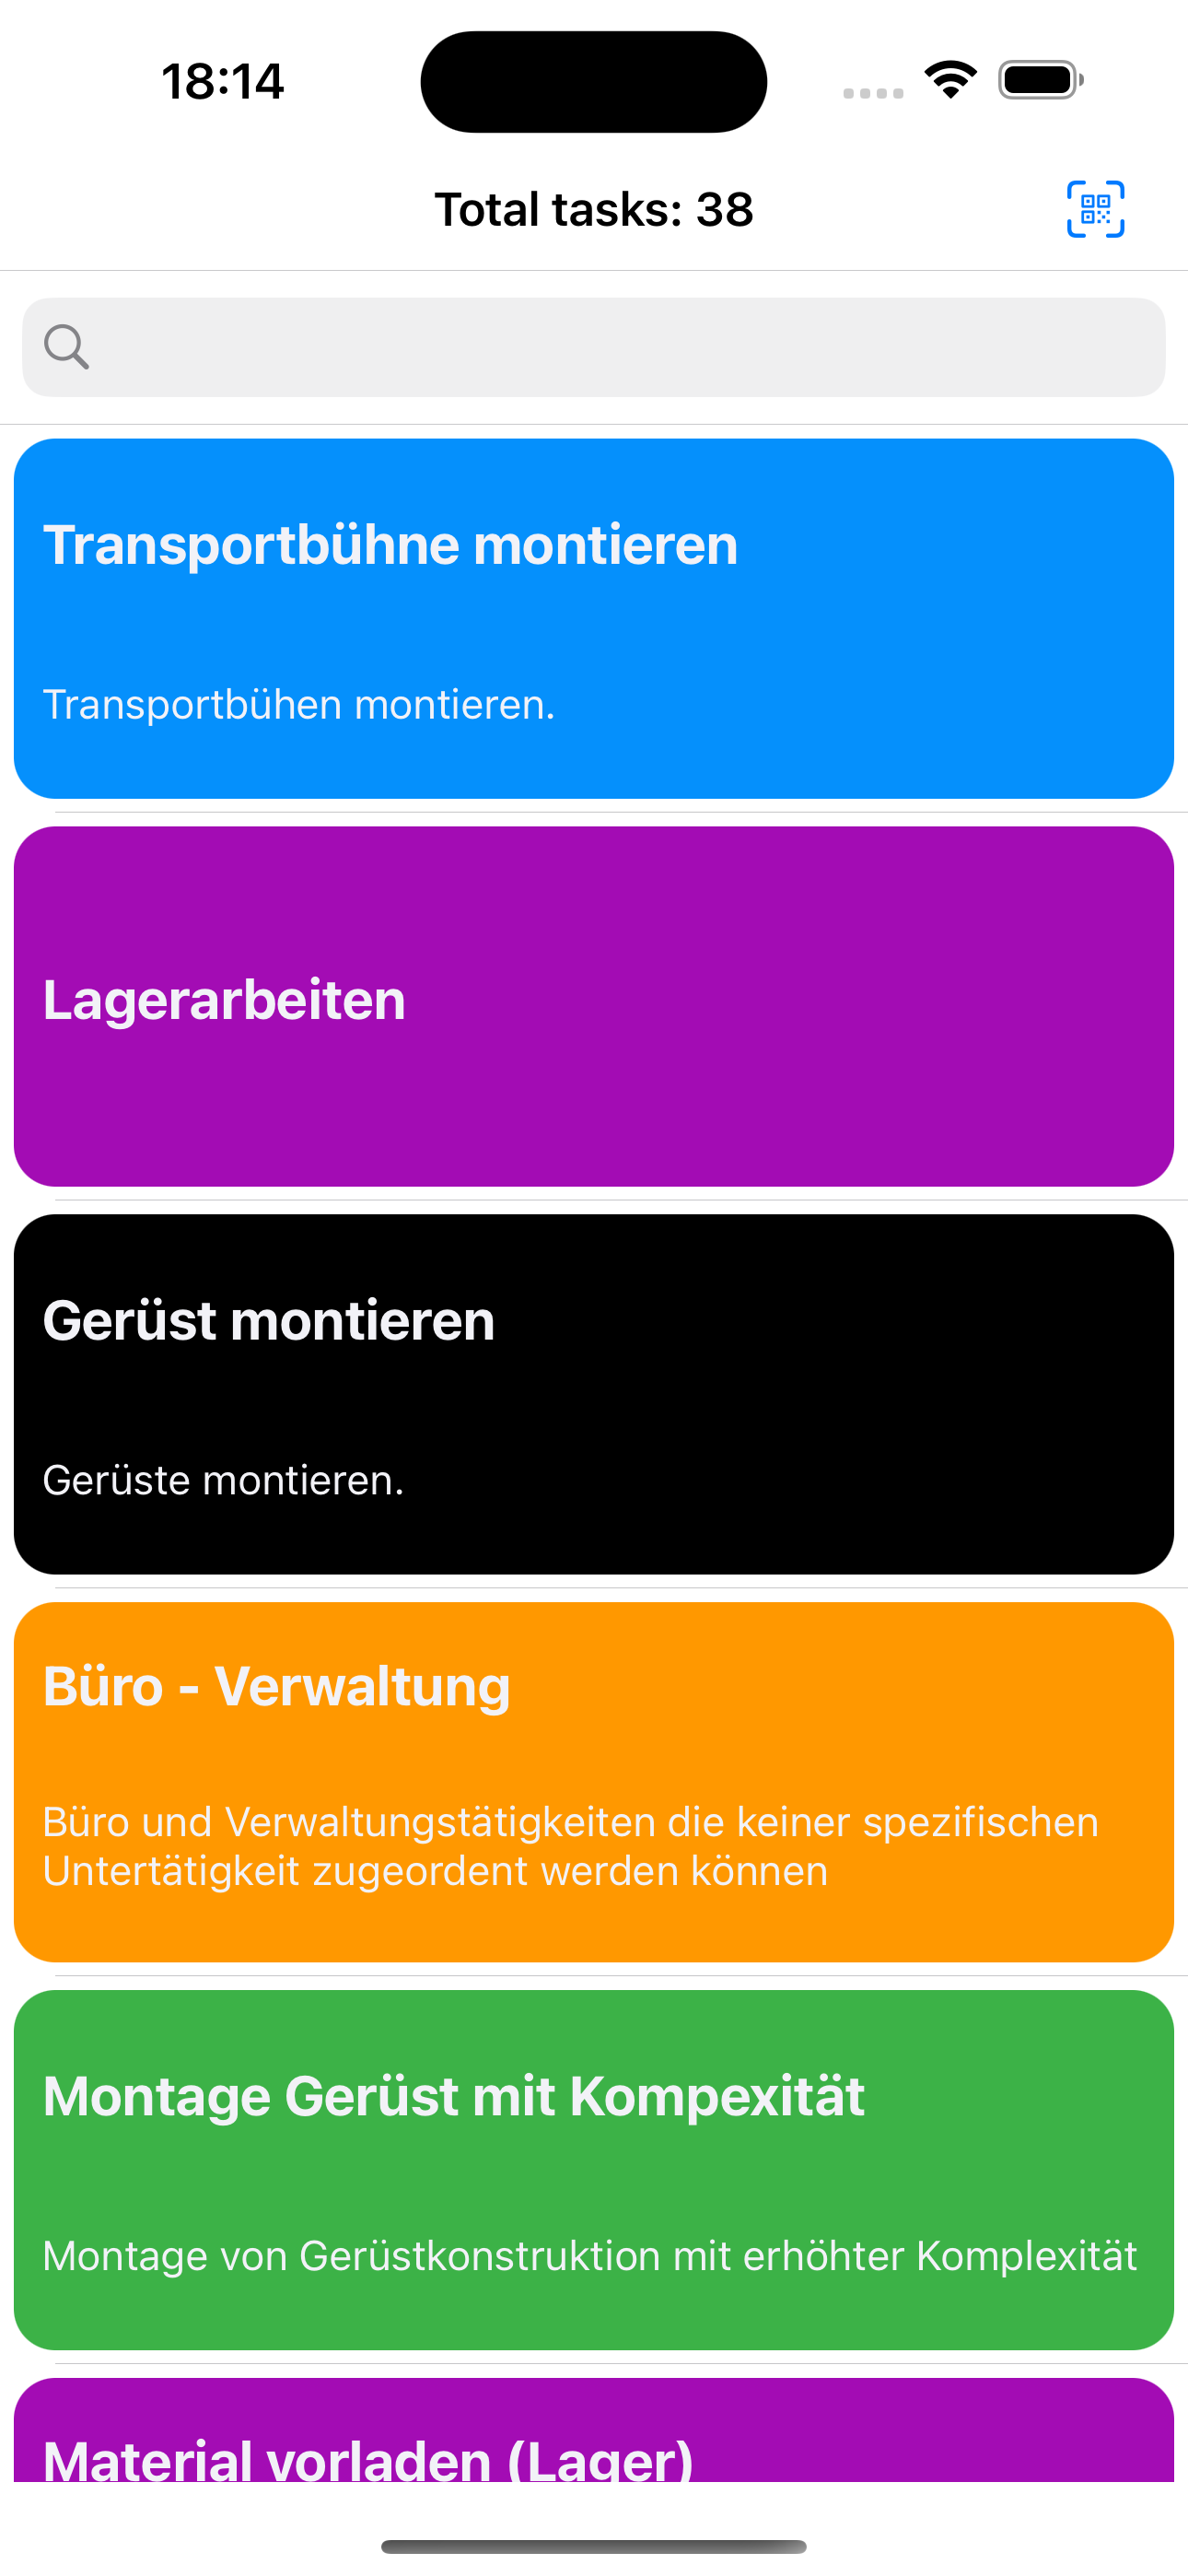 18:14
Total tasks: 38
Transportbühne montieren
Transportbühen montieren.
Lagerarbeiten
Gerüst montieren
Gerüste montieren.
Büro - Verwaltung
Büro und Verwaltungstätigkeiten die keiner spezifischen
Untertätigkeit zugeordent werden können
Montage Gerüst mit Kompexität
Montage von Gerüstkonstruktion mit erhöhter Komplexität
Material vorladen (Lager)